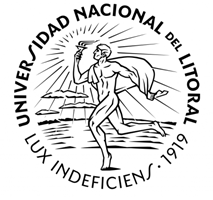 UNIVERSIDAD NACIONAL DEL LITORAL
LUX INDEFICIENS · 1919